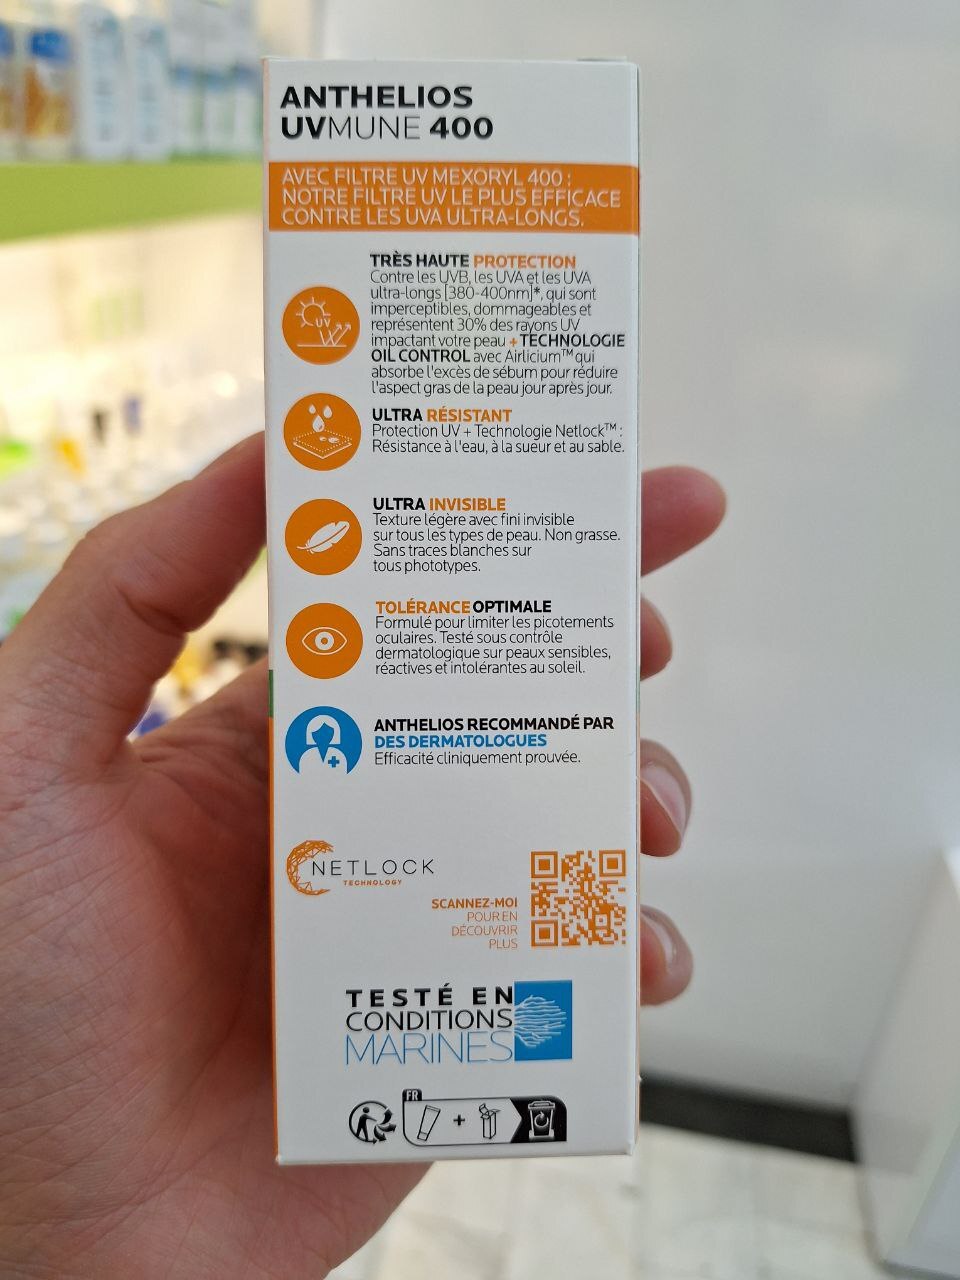 ANTHELIOS
UVMUNE 400
AVEC FILTRE UV MEXORYL 400 :
NOTRE FILTRE UV LE PLUS EFFICACE
CONTRE LES UVA ULTRA-LONGS.
TRÈS HAUTE PROTECTION
Contre les UVB, les UVA et les UVA
ultra-longs [380-400nm]*, qui sont
imperceptibles, dommageables et
représentent 30% des rayons UV
impactant votre peau + TECHNOLOGIE
OIL CONTROL avec Airlicium™ qui
absorbe l'excès de sébum pour réduire
l'aspect gras de la peau jour après jour.
UV
ULTRA RÉSISTANT
Protection UV + Technologie Netlock™ :
Résistance à l'eau, à la sueur et au sable.
ULTRA INVISIBLE
Texture légère avec fini invisible
sur tous les types de peau. Non grasse.
Sans traces blanches sur
tous phototypes.
TOLÉRANCE OPTIMALE
Formulé pour limiter les picotements
oculaires. Testé sous contrôle
dermatologique sur peaux sensibles,
réactives et intolérantes au soleil.
ANTHELIOS RECOMMANDÉ PAR
DES DERMATOLOGUES
Efficacité cliniquement prouvée.
NETLOCK
TECHNOLOGY
SCANNEZ-MOI
POUR EN
DÉCOUVRIR
PLUS
TESTÉ EN
CONDITIONS
MARINES
FR
+